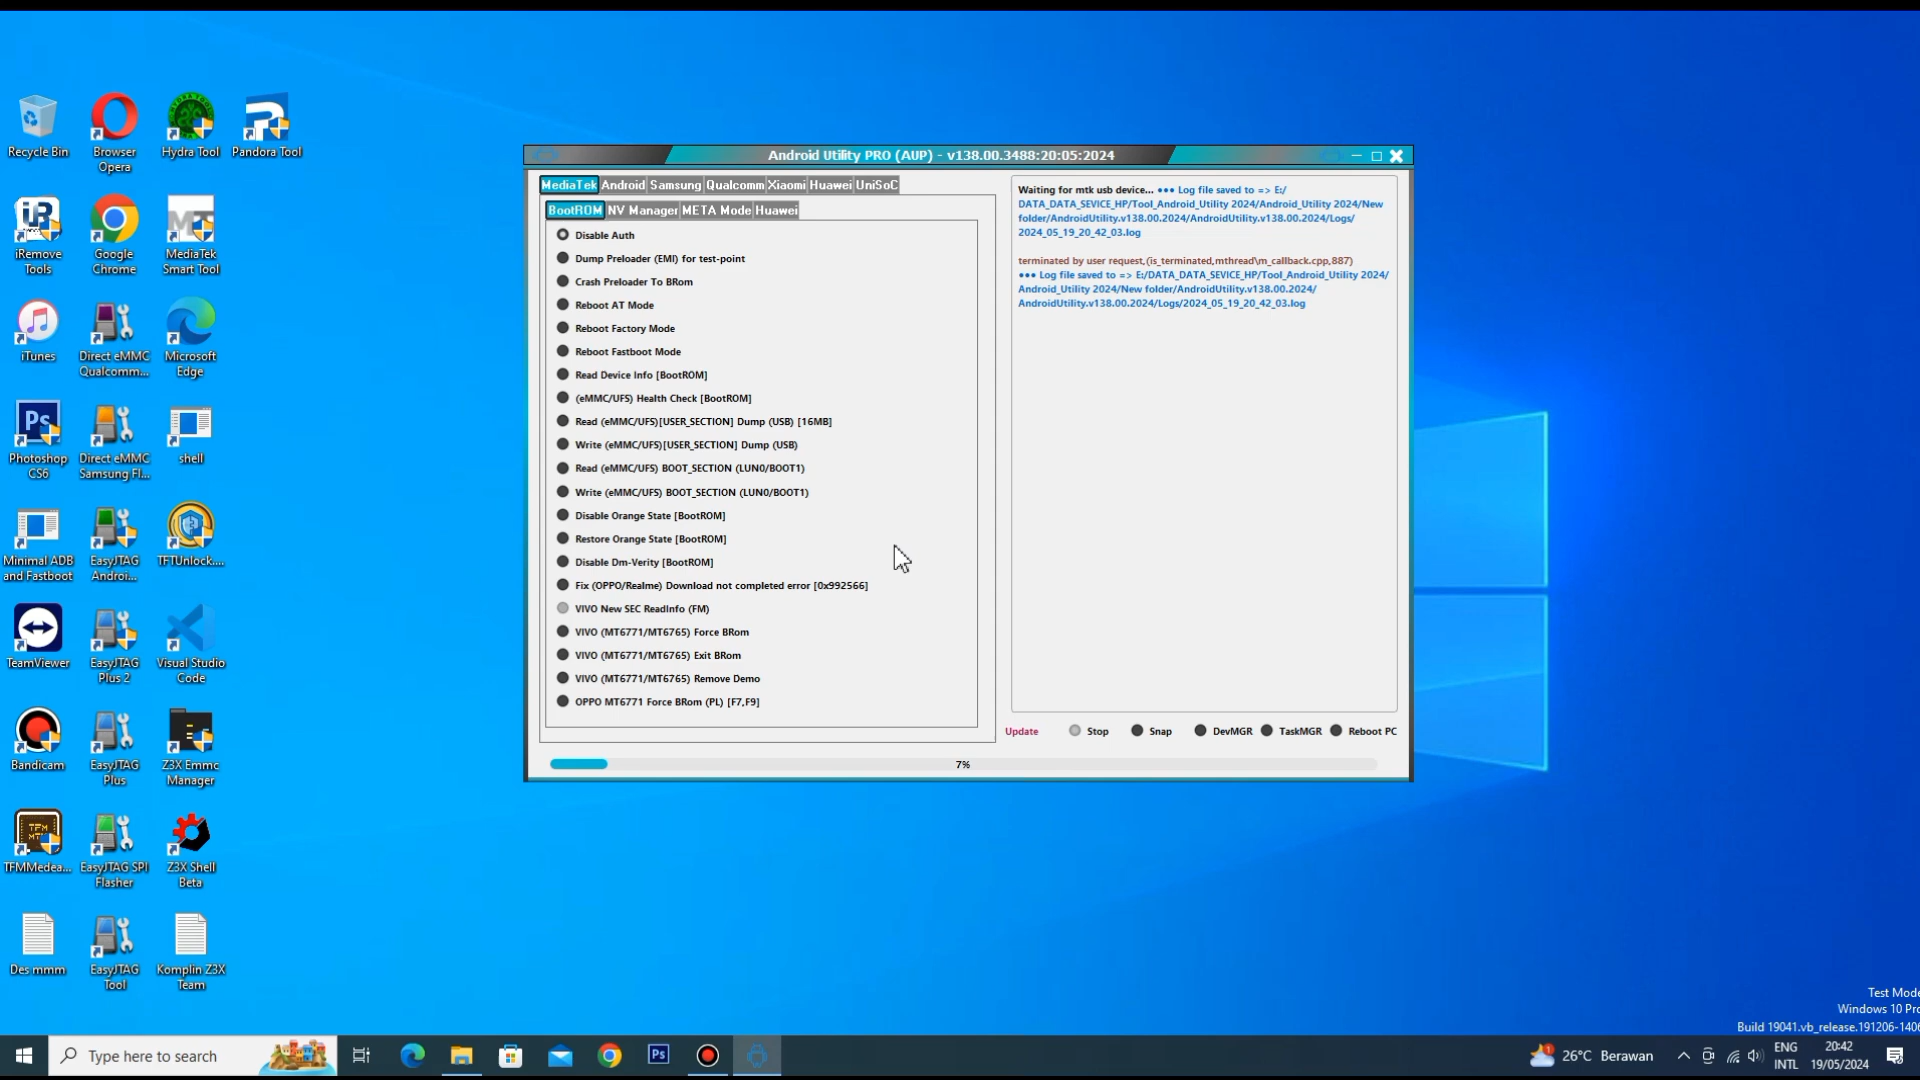 Recycle Bin
Browser
Opera
Hydra Tool
Pandora Tool
iRemove
Tools
Google
Chrome
MediaTek
Smart Tool
iTunes
Direct eMMC
Qualcomm...
Microsoft
Edge
Photoshop
CS6
Direct eMMC
Samsung Fl...
shell
Minimal ADB
and Fastboot
EasyJTAG
Androi...
TFTUnlock....
TeamViewer
EasyJTAG
Plus 2
Visual Studio
Code
Bandicam
EasyJTAG
Plus
Z3X Emmc
Manager
TFMMedea...
EasyJTAG SPI
Flasher
Z3X Shell
Beta
Des mmm
EasyJTAG
Tool
Komplin Z3X
Team
Android Utility PRO (AUP) - v138.00.3488:20:05:2024
MediaTek Android Samsung Qualcomm Xiaomi Huawei UniSoC
BootROM NV Manager META Mode Huawei
Disable Auth
Dump Preloader (EMI) for test-point
Crash Preloader To BRom
Reboot AT Mode
Reboot Factory Mode
Reboot Fastboot Mode
Read Device Info [BootROM]
(eMMC/UFS) Health Check [BootROM]
Read (eMMC/UFS)[USER_SECTION] Dump (USB) [16MB]
Write (eMMC/UFS)[USER_SECTION] Dump (USB)
Read (eMMC/UFS) BOOT_SECTION (LUN0/BOOT1)
Write (eMMC/UFS) BOOT_SECTION (LUN0/BOOT1)
Disable Orange State [BootROM]
Restore Orange State [BootROM]
Disable Dm-Verity [BootROM]
Fix (OPPO/Realme) Download not completed error [0x992566]
VIVO New SEC ReadInfo (FM)
VIVO (MT6771/MT6765) Force BRom
VIVO (MT6771/MT6765) Exit BRom
VIVO (MT6771/MT6765) Remove Demo
OPPO MT6771 Force BRom (PL) [F7,F9]
Waiting for mtk usb device... ••• Log file saved to => E:/
DATA_DATA_SEVICE_HP/Tool_Android_Utility 2024/Android_Utility 2024/New
folder/AndroidUtility.v138.00.2024/AndroidUtility.v138.00.2024/Logs/
2024_05_19_20_42_03.log
terminated by user request,(is_terminated,mthread\m_callback.cpp,887)
••• Log file saved to => E:/DATA_DATA_SEVICE_HP/Tool_Android_Utility 2024/
Android_Utility 2024/New folder/AndroidUtility.v138.00.2024/
AndroidUtility.v138.00.2024/Logs/2024_05_19_20_42_03.log
Update Stop Snap DevMGR TaskMGR Reboot PC
7%
Test Mode
Windows 10 Pro
Build 19041.vb_release.191206-1406
Type here to search
Ps
26°C Berawan
ENG
INTL
20:42
19/05/2024